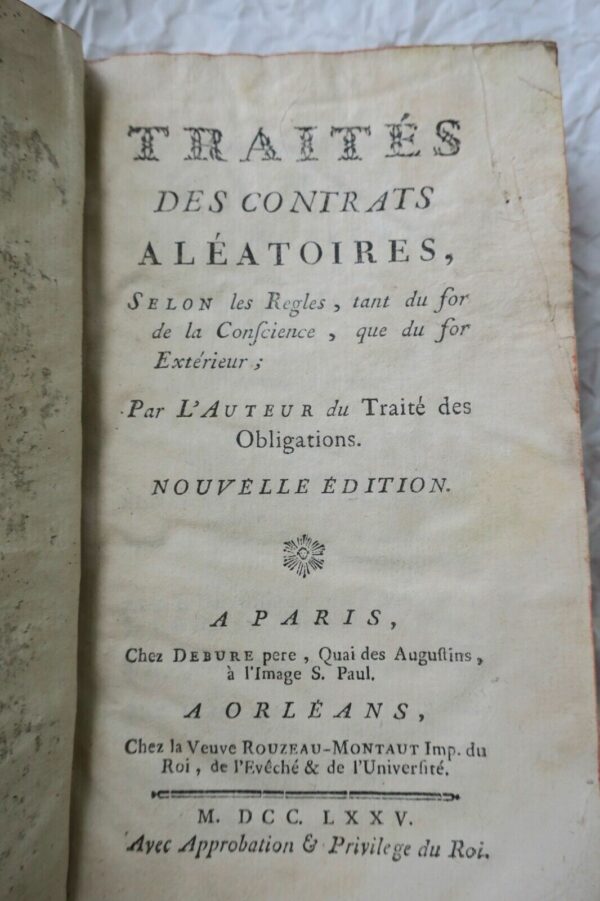 TRAITÉS
DES CONTRATS
ALÉATOIRES,
SELON les Regles, tant du for
de la Conſcience, que du for
Extérieur;
Par L'AUTEUR du Traité des
Obligations.
NOUVELLE ÉDITION.
A PARIS,
Chez DEBURE pere, Quai des Auguſtins,
à l'Image S. Paul.
A ORLÉANS,
Chez la Veuve ROUZEAU-MONTAUT Imp. du
Roi, de l'Evêché & de l'Univerſité.
M. DCC. LXXV.
Avec Approbation & Privilege du Roi.